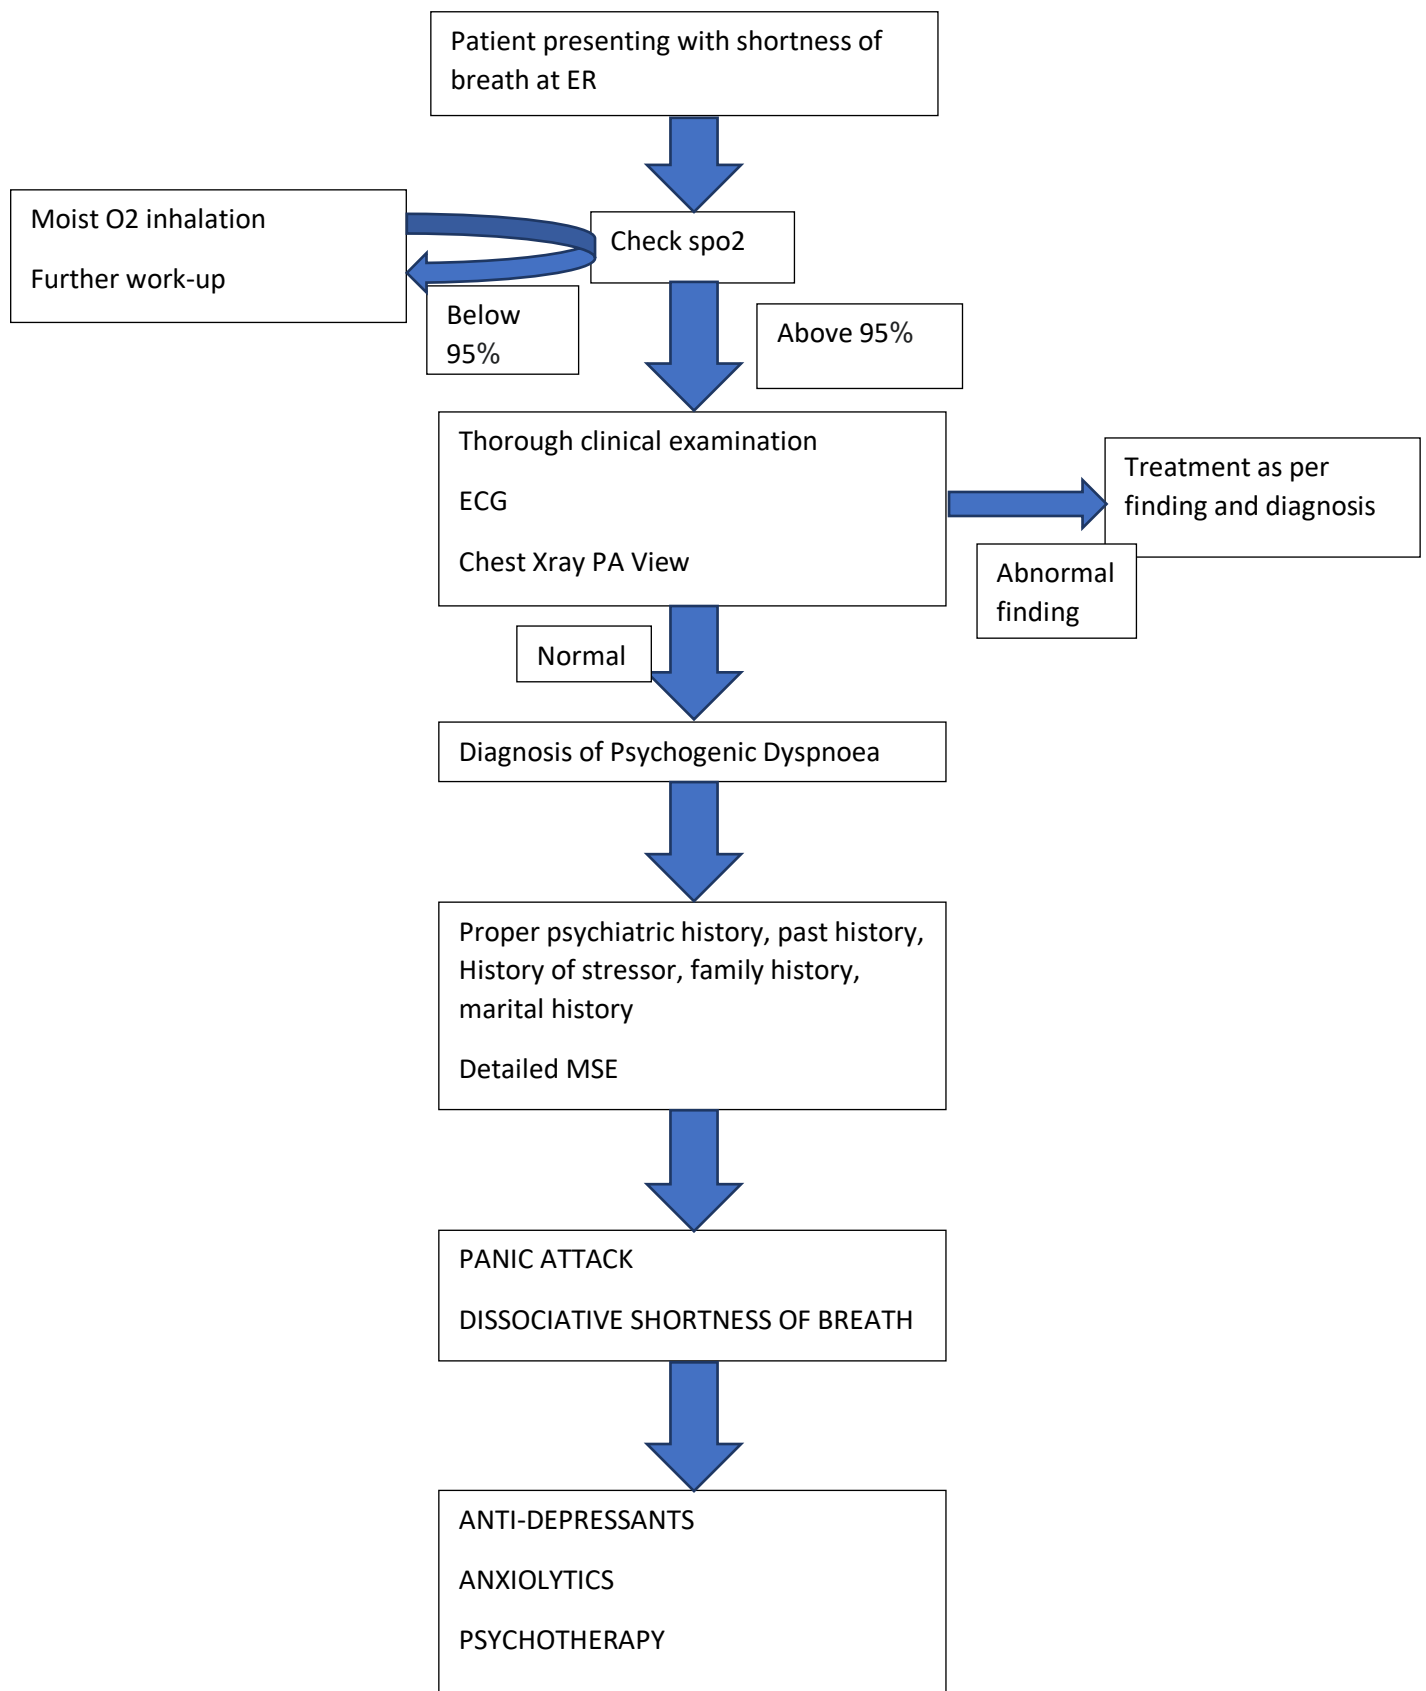 Patient presenting with shortness of
breath at ER
Moist O2 inhalation
Further work-up
Check spo2
Below
95%
Above 95%
Thorough clinical examination
ECG
Chest Xray PA View
Treatment as per
finding and diagnosis
Abnormal
finding
Normal
Diagnosis of Psychogenic Dyspnoea
Proper psychiatric history, past history,
History of stressor, family history,
marital history
Detailed MSE
PANIC ATTACK
DISSOCIATIVE SHORTNESS OF BREATH
ANTI-DEPRESSANTS
ANXIOLYTICS
PSYCHOTHERAPY